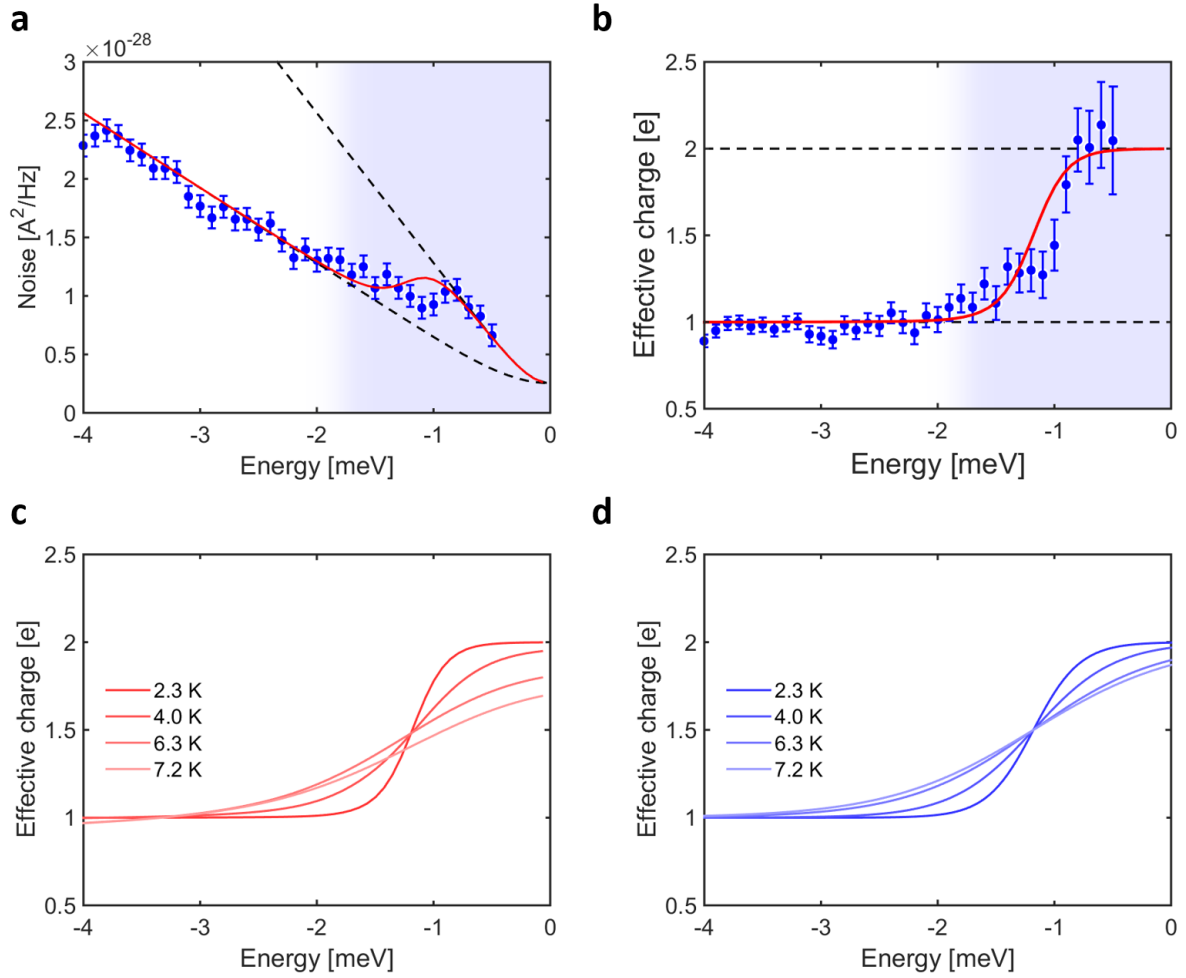 a
×10⁻²⁸
3
2.5
2
1.5
1
0.5
0
Noise [A²/Hz]
-4 -3 -2 -1 0
Energy [meV]
b
2.5
2
1.5
1
0.5
Effective charge [e]
-4 -3 -2 -1 0
Energy [meV]
c
2.5
2
1.5
1
0.5
Effective charge [e]
2.3 K
4.0 K
6.3 K
7.2 K
-4 -3 -2 -1 0
Energy [meV]
d
2.5
2
1.5
1
0.5
Effective charge [e]
2.3 K
4.0 K
6.3 K
7.2 K
-4 -3 -2 -1 0
Energy [meV]